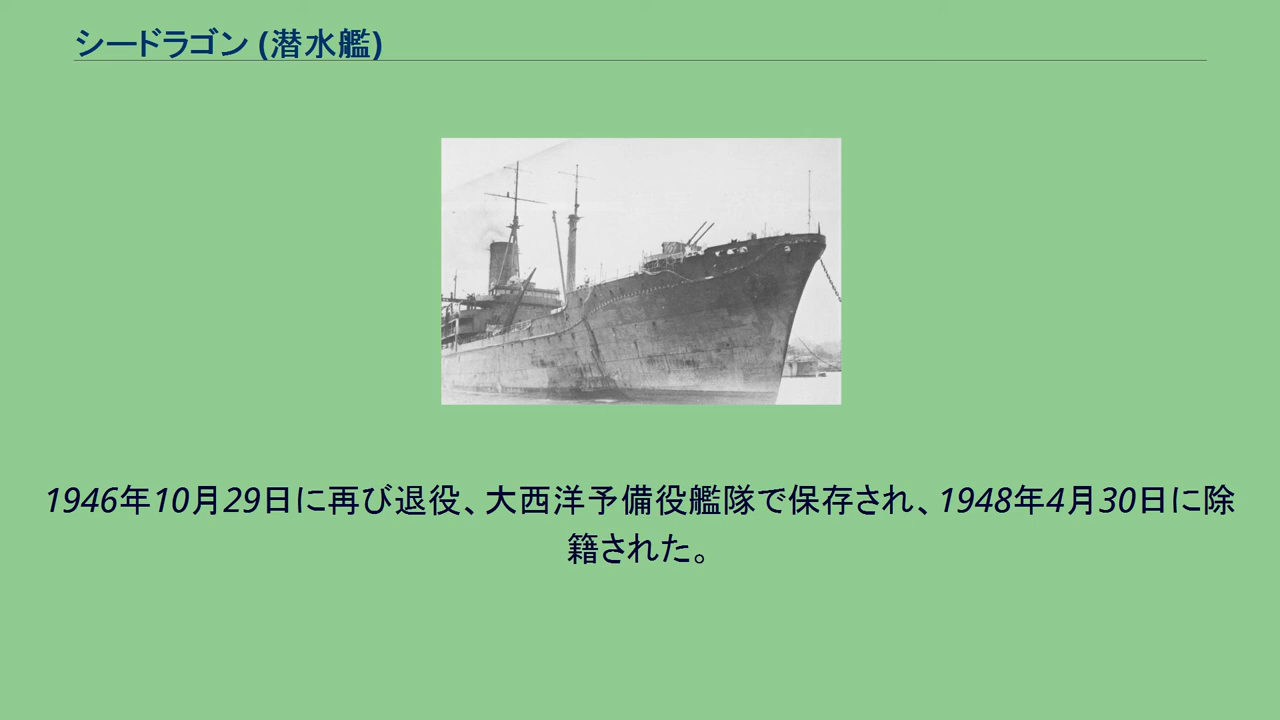 シードラゴン (潜水艦)
1946年10月29日に再び退役、大西洋予備役艦隊で保存され、1948年4月30日に除
籍された。